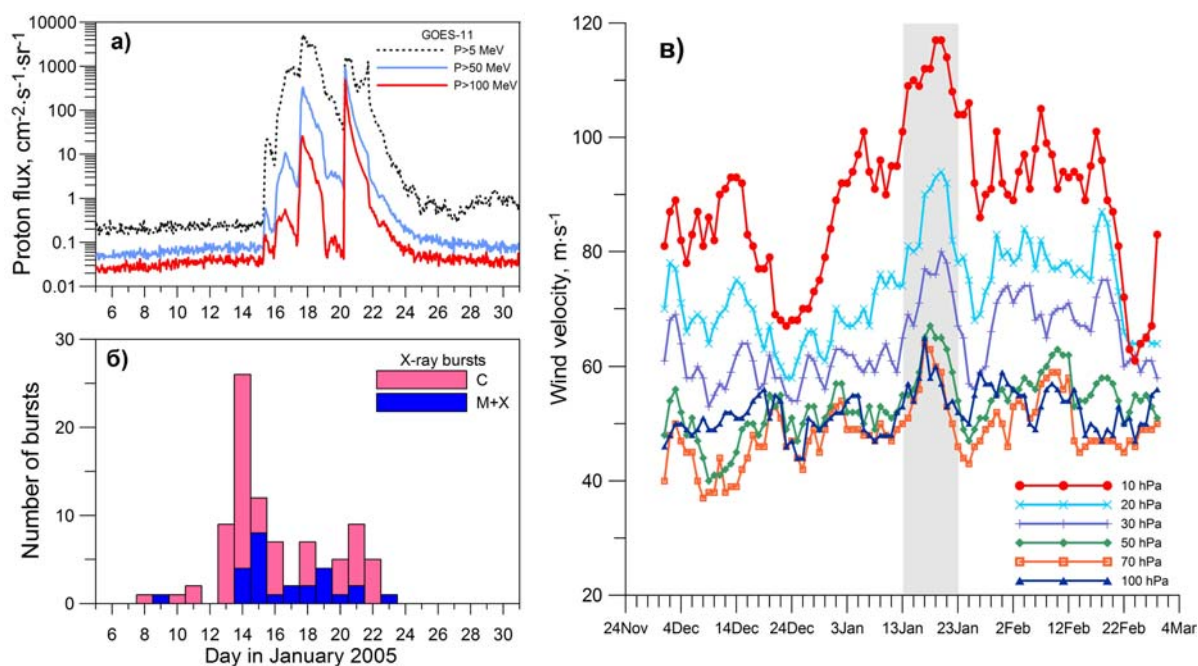 a)
GOES-11
P>5 MeV
P>50 MeV
P>100 MeV
Proton flux, cm⁻²·s⁻¹·sr⁻¹
10000
1000
100
10
1
0.1
0.01
6 8 10 12 14 16 18 20 22 24 26 28 30
б)
X-ray bursts
C
M+X
Number of bursts
30
20
10
0
6 8 10 12 14 16 18 20 22 24 26 28 30
Day in January 2005
в)
Wind velocity, m·s⁻¹
120
100
80
60
40
20
10 hPa
20 hPa
30 hPa
50 hPa
70 hPa
100 hPa
24Nov 4Dec 14Dec 24Dec 3Jan 13Jan 23Jan 2Feb 12Feb 22Feb 4Mar